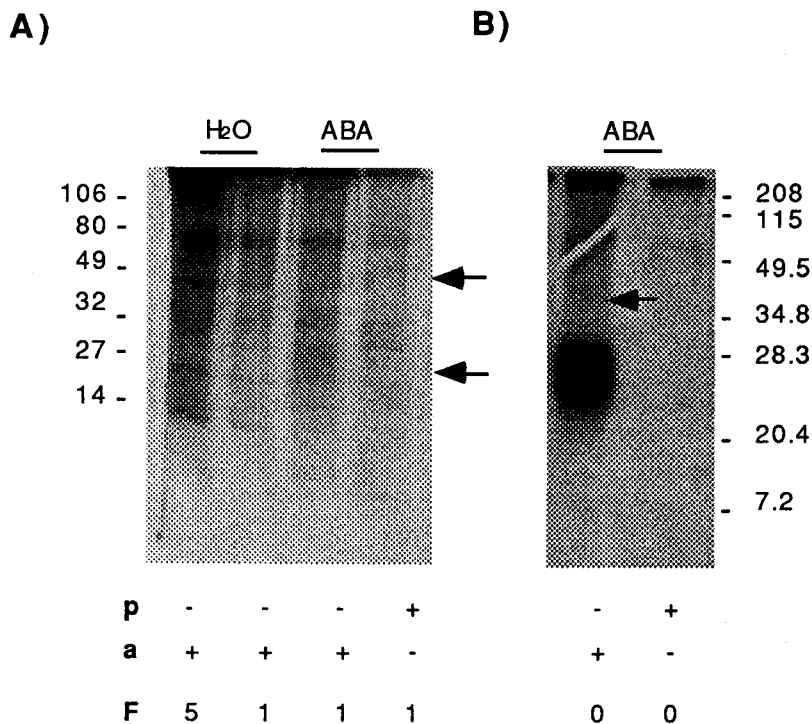 A)
B)
H₂O ABA
ABA
106 -
80 -
49 -
32 -
27 -
14 -
- 208
- 115
- 49.5
- 34.8
- 28.3
- 20.4
- 7.2
p - - - + - +
a + + + - + -
F 5 1 1 1 0 0